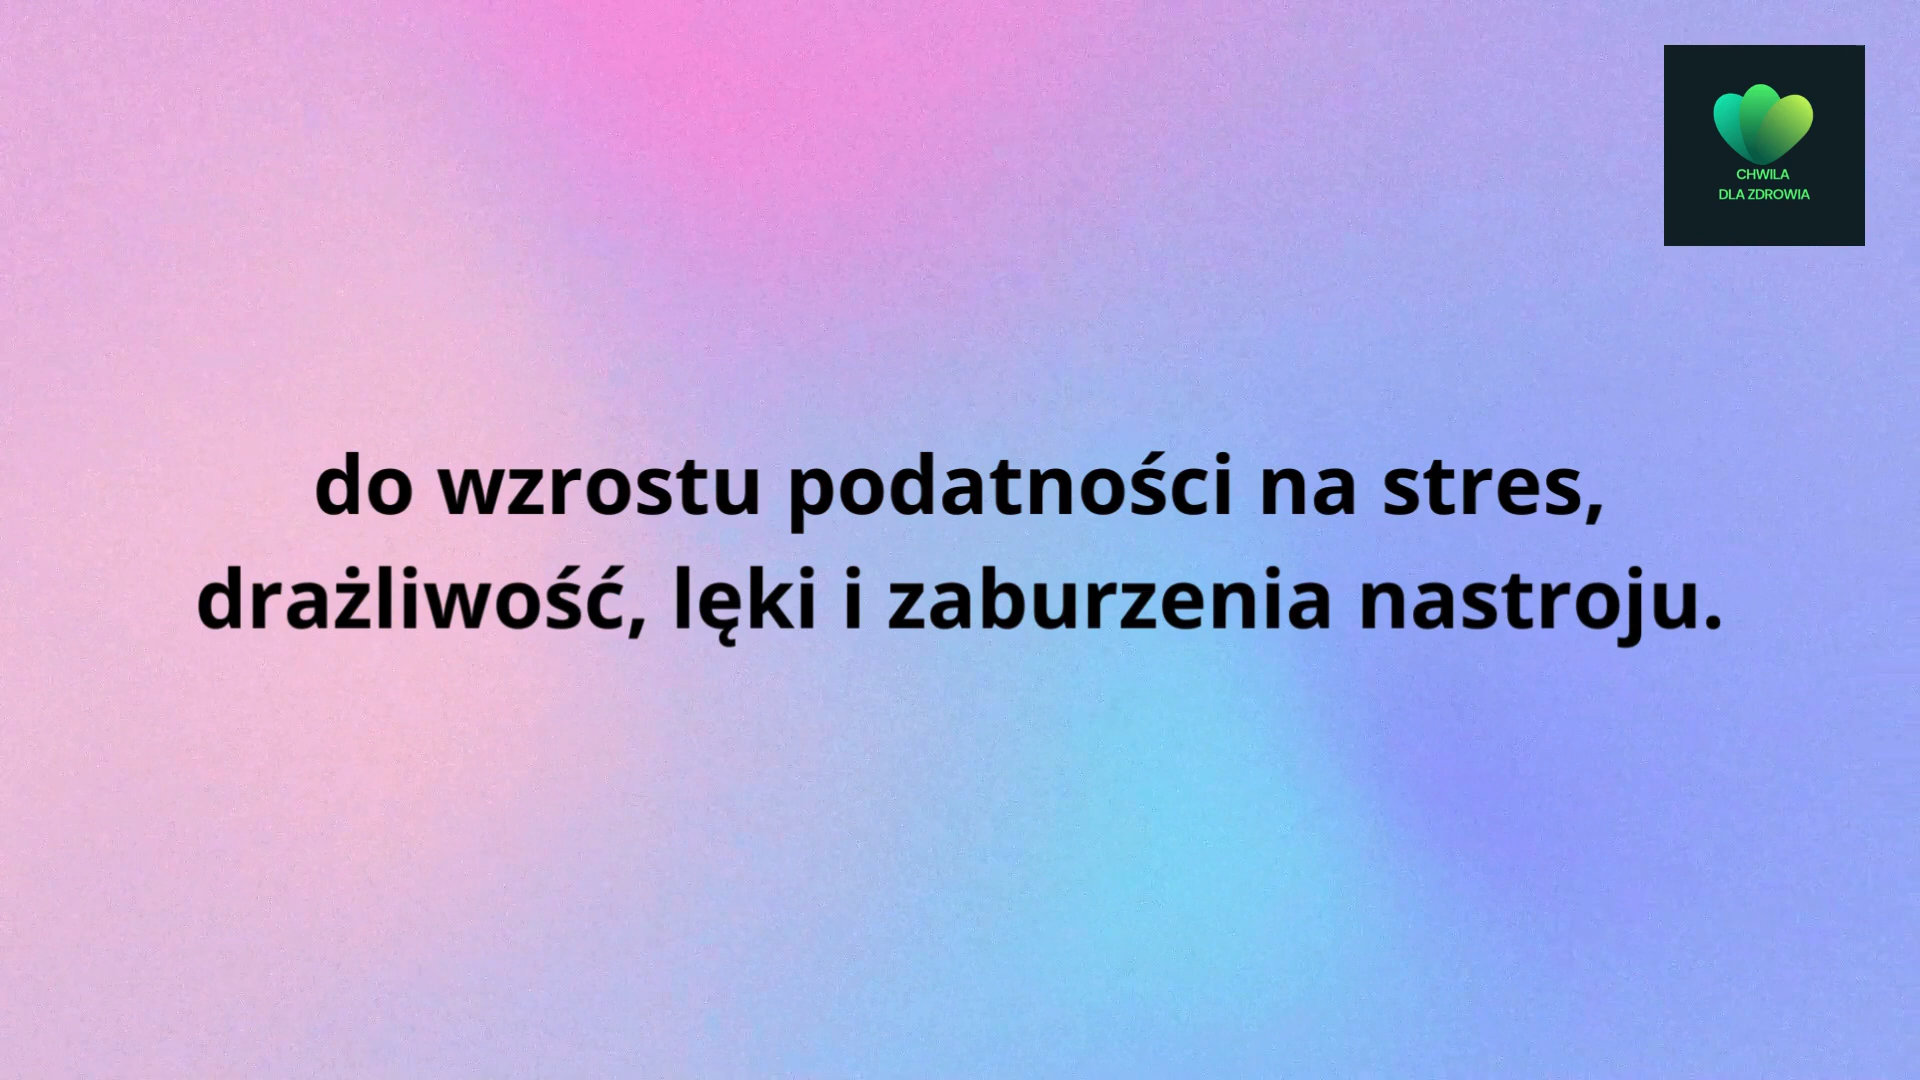 CHWILA
DLA ZDROWIA
do wzrostu podatności na stres,
drażliwość, lęki i zaburzenia nastroju.